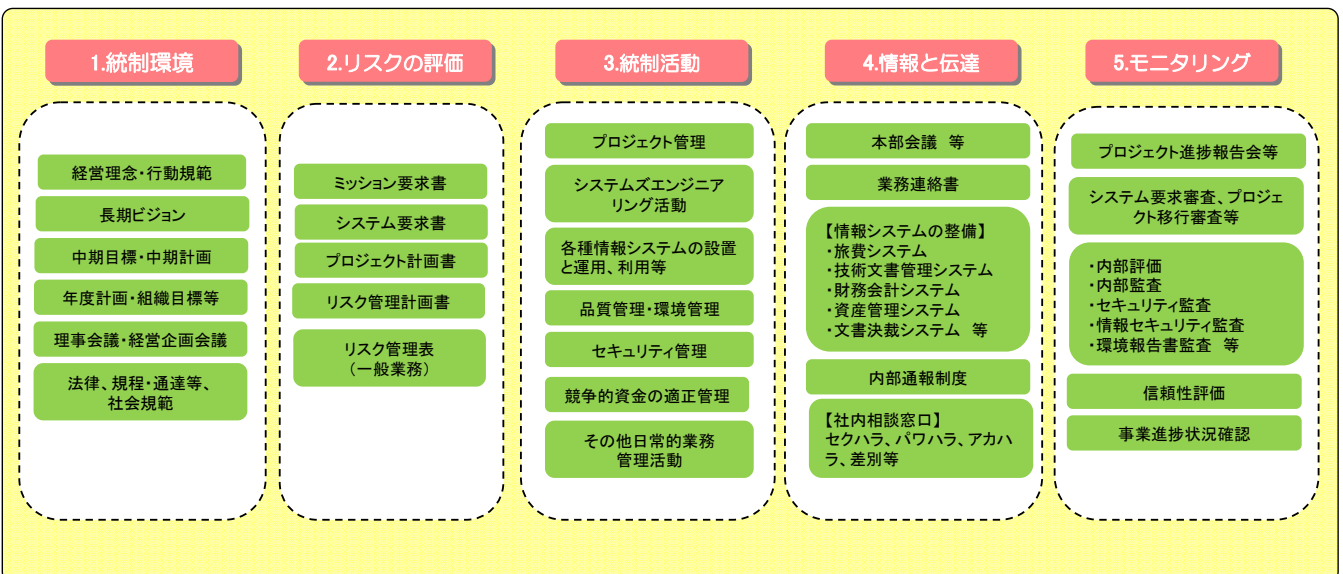 1.統制環境
経営理念・行動規範
長期ビジョン
中期目標・中期計画
年度計画・組織目標等
理事会議・経営企画会議
法律、規程・通達等、
社会規範
2.リスクの評価
ミッション要求書
システム要求書
プロジェクト計画書
リスク管理計画書
リスク管理表
(一般業務)
3.統制活動
プロジェクト管理
システムズエンジニア
リング活動
各種情報システムの設置
と運用、利用等
品質管理・環境管理
セキュリティ管理
競争的資金の適正管理
その他日常的業務
管理活動
4.情報と伝達
本部会議 等
業務連絡書
【情報システムの整備】
・旅費システム
・技術文書管理システム
・財務会計システム
・資産管理システム
・文書決裁システム 等
内部通報制度
【社内相談窓口】
セクハラ、パワハラ、アカハ
ラ、差別等
5.モニタリング
プロジェクト進捗報告会等
システム要求審査、プロジェ
クト移行審査等
・内部評価
・内部監査
・セキュリティ監査
・情報セキュリティ監査
・環境報告書監査 等
信頼性評価
事業進捗状況確認